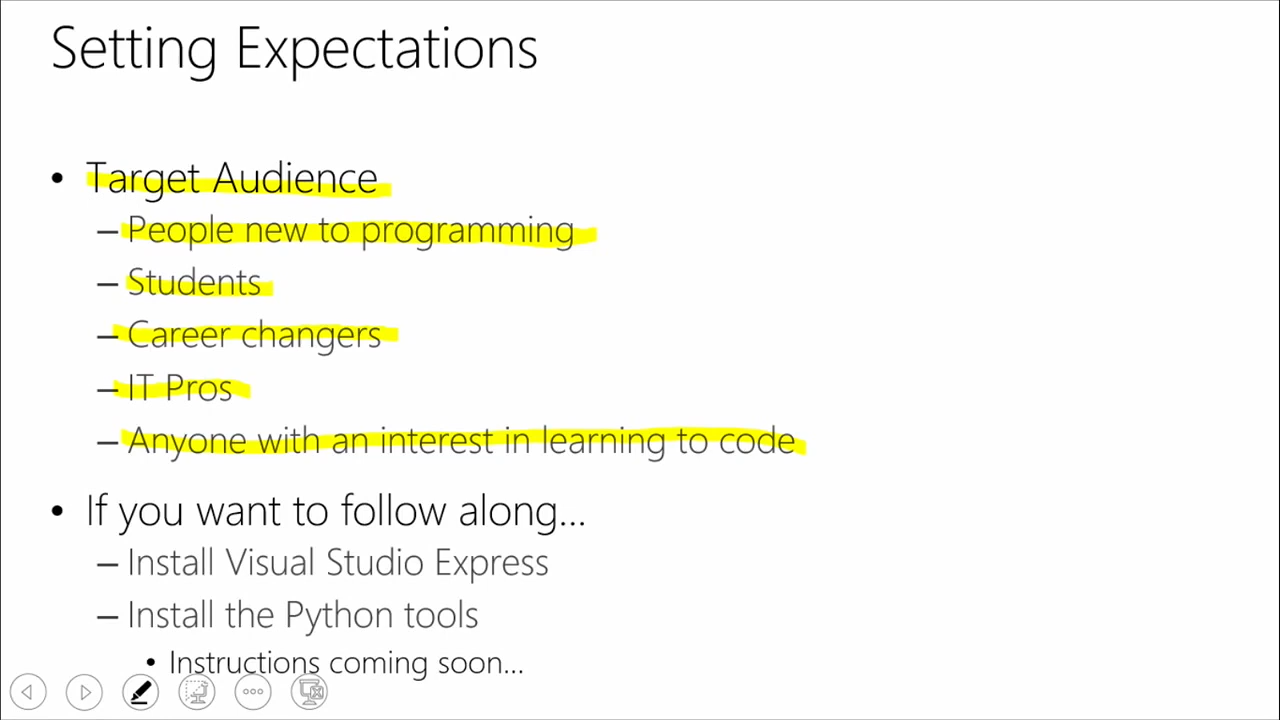 Setting Expectations
• Target Audience
– People new to programming
– Students
– Career changers
– IT Pros
– Anyone with an interest in learning to code
• If you want to follow along...
– Install Visual Studio Express
– Install the Python tools
• Instructions coming soon...